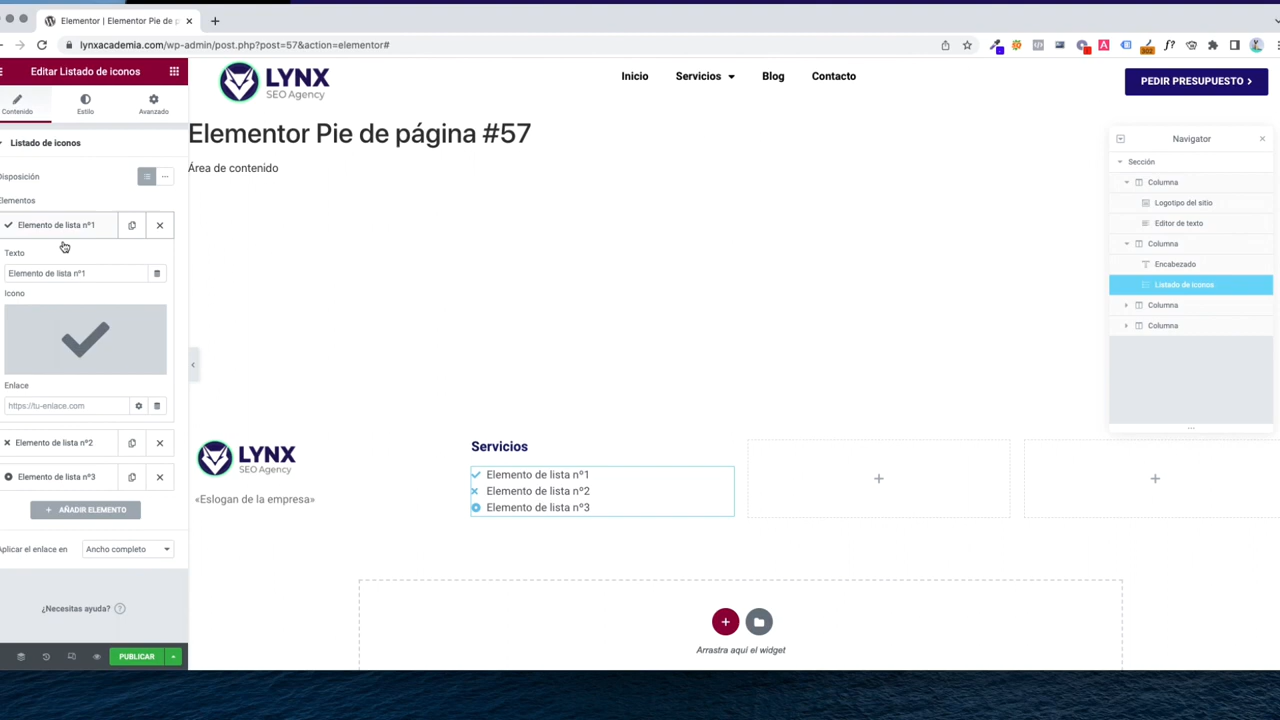 Elementor | Elementor Pie de p
lynxacademia.com/wp-admin/post.php?post=57&action=elementor#
302
f?
Editar Listado de iconos
Contenido
Estilo
Avanzado
Listado de iconos
Disposición
Elementos
Elemento de lista nº1
Texto
Elemento de lista nº1
Icono
Enlace
https://tu-enlace.com
Elemento de lista nº2
Elemento de lista nº3
+ AÑADIR ELEMENTO
Aplicar el enlace en
Ancho completo
¿Necesitas ayuda? ?
PUBLICAR
LYNX
SEO Agency
Inicio
Servicios
Blog
Contacto
PEDIR PRESUPUESTO
Elementor Pie de página #57
Área de contenido
LYNX
SEO Agency
«Eslogan de la empresa»
Servicios
Elemento de lista nº1
Elemento de lista nº2
Elemento de lista nº3
Arrastra aquí el widget
Navigator
Sección
Columna
Logotipo del sitio
Editor de texto
Columna
Encabezado
Listado de iconos
Columna
Columna